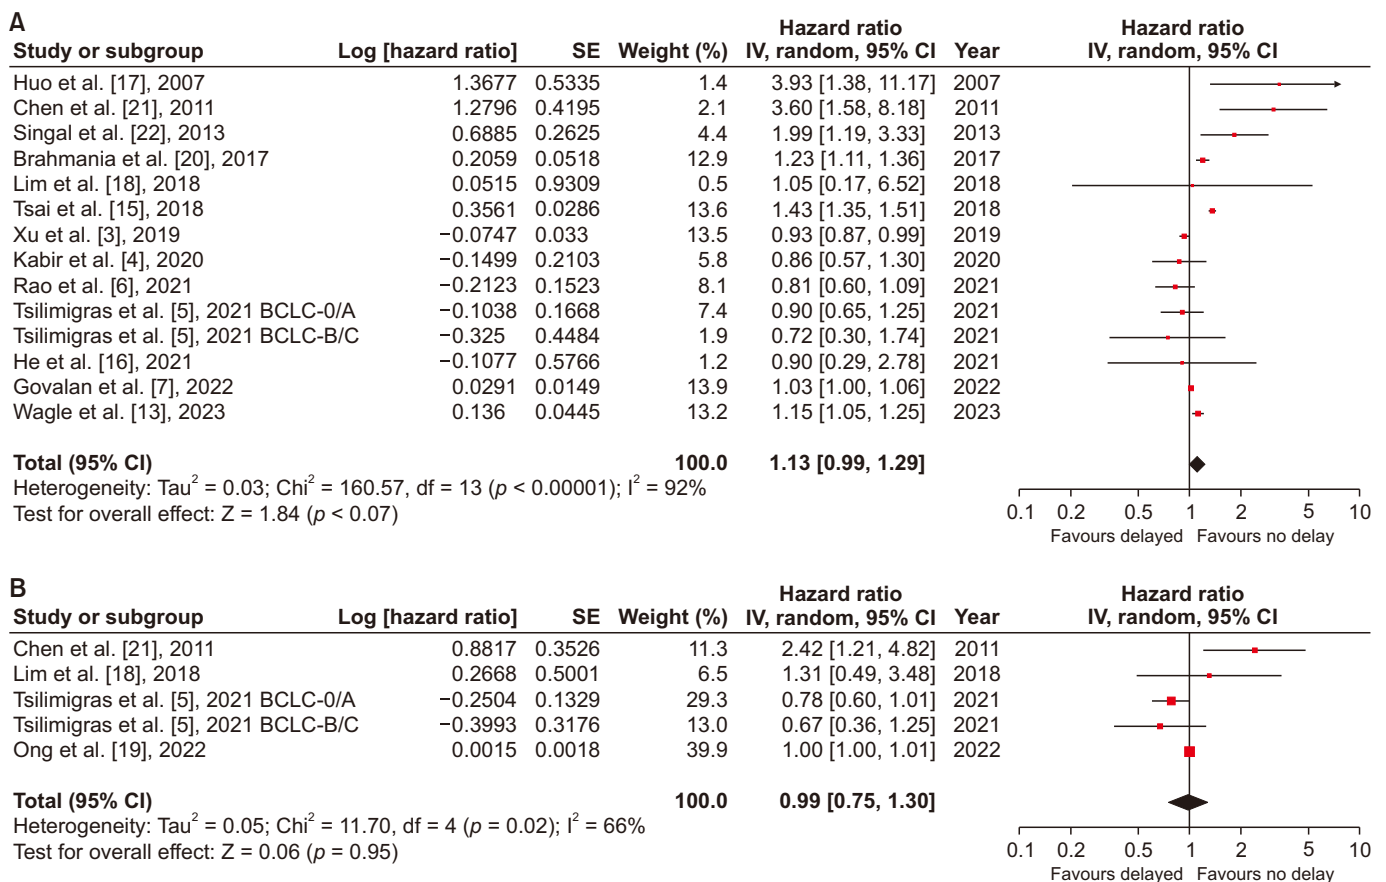 A
Hazard ratio Hazard ratio
Study or subgroup Log [hazard ratio] SE Weight (%) IV, random, 95% CI Year IV, random, 95% CI
Huo et al. [17], 2007 1.3677 0.5335 1.4 3.93 [1.38, 11.17] 2007
Chen et al. [21], 2011 1.2796 0.4195 2.1 3.60 [1.58, 8.18] 2011
Singal et al. [22], 2013 0.6885 0.2625 4.4 1.99 [1.19, 3.33] 2013
Brahmania et al. [20], 2017 0.2059 0.0518 12.9 1.23 [1.11, 1.36] 2017
Lim et al. [18], 2018 0.0515 0.9309 0.5 1.05 [0.17, 6.52] 2018
Tsai et al. [15], 2018 0.3561 0.0286 13.6 1.43 [1.35, 1.51] 2018
Xu et al. [3], 2019 −0.0747 0.033 13.5 0.93 [0.87, 0.99] 2019
Kabir et al. [4], 2020 −0.1499 0.2103 5.8 0.86 [0.57, 1.30] 2020
Rao et al. [6], 2021 −0.2123 0.1523 8.1 0.81 [0.60, 1.09] 2021
Tsilimigras et al. [5], 2021 BCLC-0/A −0.1038 0.1668 7.4 0.90 [0.65, 1.25] 2021
Tsilimigras et al. [5], 2021 BCLC-B/C −0.325 0.4484 1.9 0.72 [0.30, 1.74] 2021
He et al. [16], 2021 −0.1077 0.5766 1.2 0.90 [0.29, 2.78] 2021
Govalan et al. [7], 2022 0.0291 0.0149 13.9 1.03 [1.00, 1.06] 2022
Wagle et al. [13], 2023 0.136 0.0445 13.2 1.15 [1.05, 1.25] 2023
Total (95% CI) 100.0 1.13 [0.99, 1.29]
Heterogeneity: Tau² = 0.03; Chi² = 160.57, df = 13 (p < 0.00001); I² = 92%
Test for overall effect: Z = 1.84 (p < 0.07)
0.1 0.2 0.5 1 2 5 10
Favours delayed Favours no delay
B
Hazard ratio Hazard ratio
Study or subgroup Log [hazard ratio] SE Weight (%) IV, random, 95% CI Year IV, random, 95% CI
Chen et al. [21], 2011 0.8817 0.3526 11.3 2.42 [1.21, 4.82] 2011
Lim et al. [18], 2018 0.2668 0.5001 6.5 1.31 [0.49, 3.48] 2018
Tsilimigras et al. [5], 2021 BCLC-0/A −0.2504 0.1329 29.3 0.78 [0.60, 1.01] 2021
Tsilimigras et al. [5], 2021 BCLC-B/C −0.3993 0.3176 13.0 0.67 [0.36, 1.25] 2021
Ong et al. [19], 2022 0.0015 0.0018 39.9 1.00 [1.00, 1.01] 2022
Total (95% CI) 100.0 0.99 [0.75, 1.30]
Heterogeneity: Tau² = 0.05; Chi² = 11.70, df = 4 (p = 0.02); I² = 66%
Test for overall effect: Z = 0.06 (p = 0.95)
0.1 0.2 0.5 1 2 5 10
Favours delayed Favours no delay